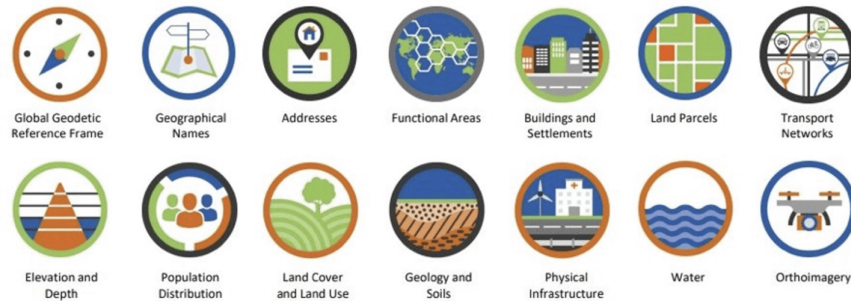 Global Geodetic
Reference Frame
Geographical
Names
Addresses
Functional Areas
Buildings and
Settlements
Land Parcels
Transport
Networks
Elevation and
Depth
Population
Distribution
Land Cover
and Land Use
Geology and
Soils
Physical
Infrastructure
Water
Orthoimagery